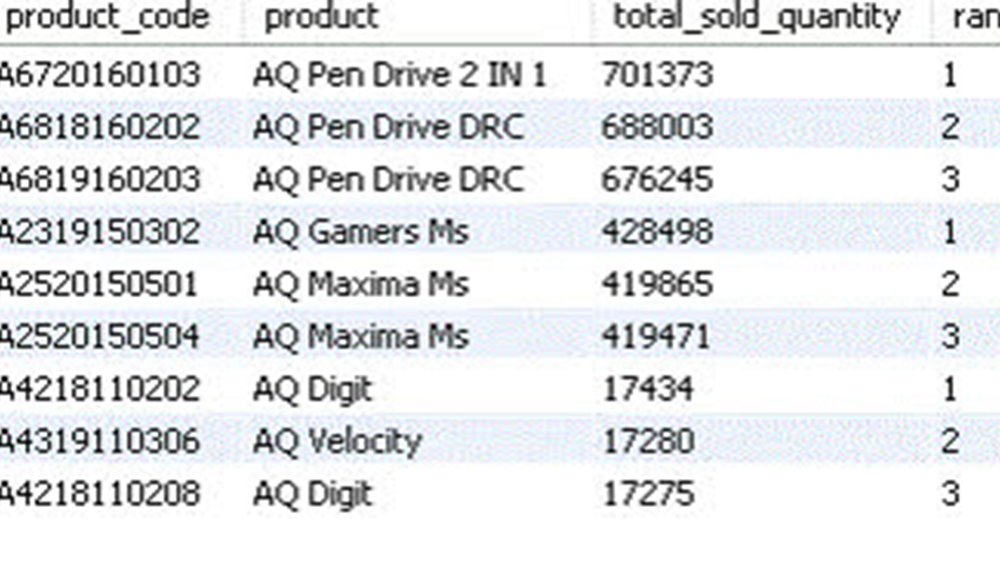 product_code product total_sold_quantity ran
A6720160103 AQ Pen Drive 2 IN 1 701373 1
A6818160202 AQ Pen Drive DRC 688003 2
A6819160203 AQ Pen Drive DRC 676245 3
A2319150302 AQ Gamers Ms 428498 1
A2520150501 AQ Maxima Ms 419865 2
A2520150504 AQ Maxima Ms 419471 3
A4218110202 AQ Digit 17434 1
A4319110306 AQ Velocity 17280 2
A4218110208 AQ Digit 17275 3